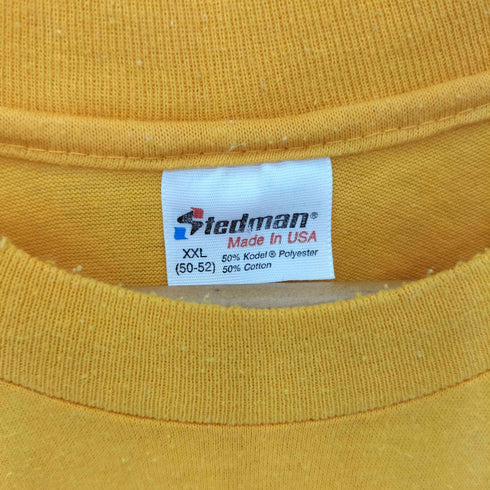 Stedman®
Made in USA
XXL
(50-52)
50% Kodel® Polyester
50% Cotton